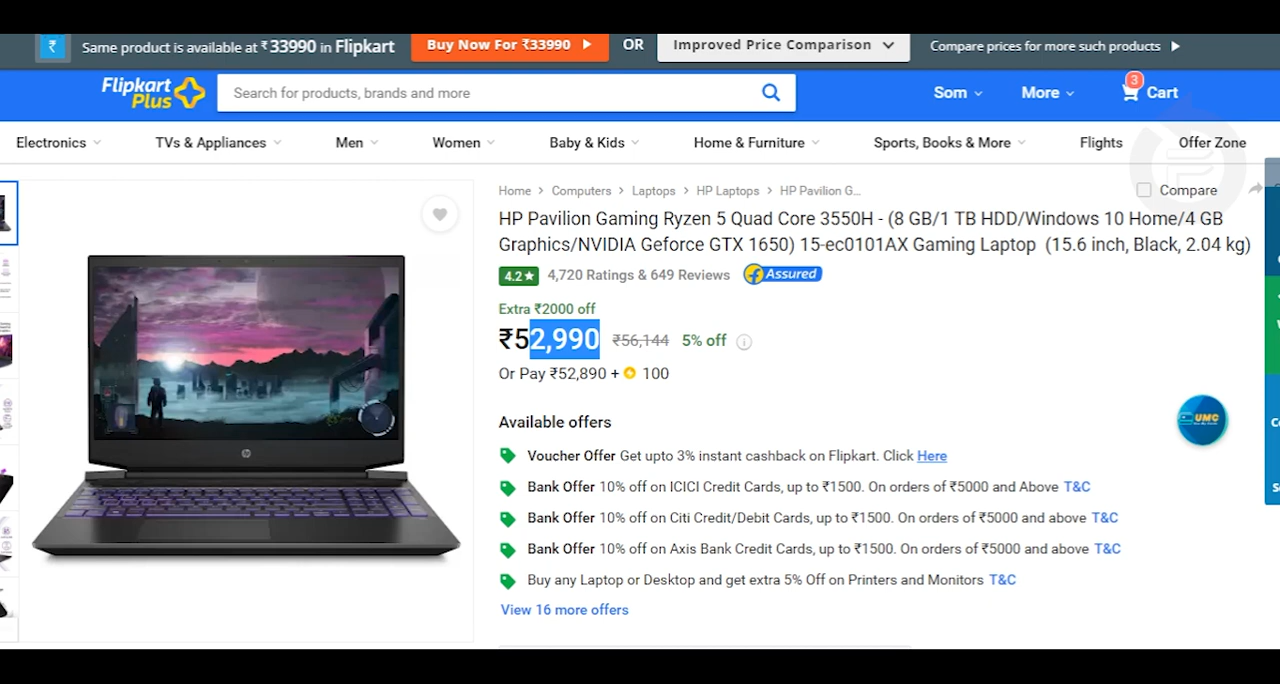 Same product is available at ₹33990 in Flipkart
Buy Now For ₹33990
OR
Improved Price Comparison
Compare prices for more such products
Flipkart
Plus
Search for products, brands and more
Som
More
3
Cart
Electronics
TVs & Appliances
Men
Women
Baby & Kids
Home & Furniture
Sports, Books & More
Flights
Offer Zone
Home > Computers > Laptops > HP Laptops > HP Pavilion G...
Compare
HP Pavilion Gaming Ryzen 5 Quad Core 3550H - (8 GB/1 TB HDD/Windows 10 Home/4 GB
Graphics/NVIDIA Geforce GTX 1650) 15-ec0101AX Gaming Laptop (15.6 inch, Black, 2.04 kg)
4.2★ 4,720 Ratings & 649 Reviews Assured
Extra ₹2000 off
₹52,990 ₹56,144 5% off
Or Pay ₹52,890 + 100
Available offers
UMC
Voucher Offer Get upto 3% instant cashback on Flipkart. Click Here
Bank Offer 10% off on ICICI Credit Cards, up to ₹1500. On orders of ₹5000 and Above T&C
Bank Offer 10% off on Citi Credit/Debit Cards, up to ₹1500. On orders of ₹5000 and above T&C
Bank Offer 10% off on Axis Bank Credit Cards, up to ₹1500. On orders of ₹5000 and above T&C
Buy any Laptop or Desktop and get extra 5% Off on Printers and Monitors T&C
View 16 more offers